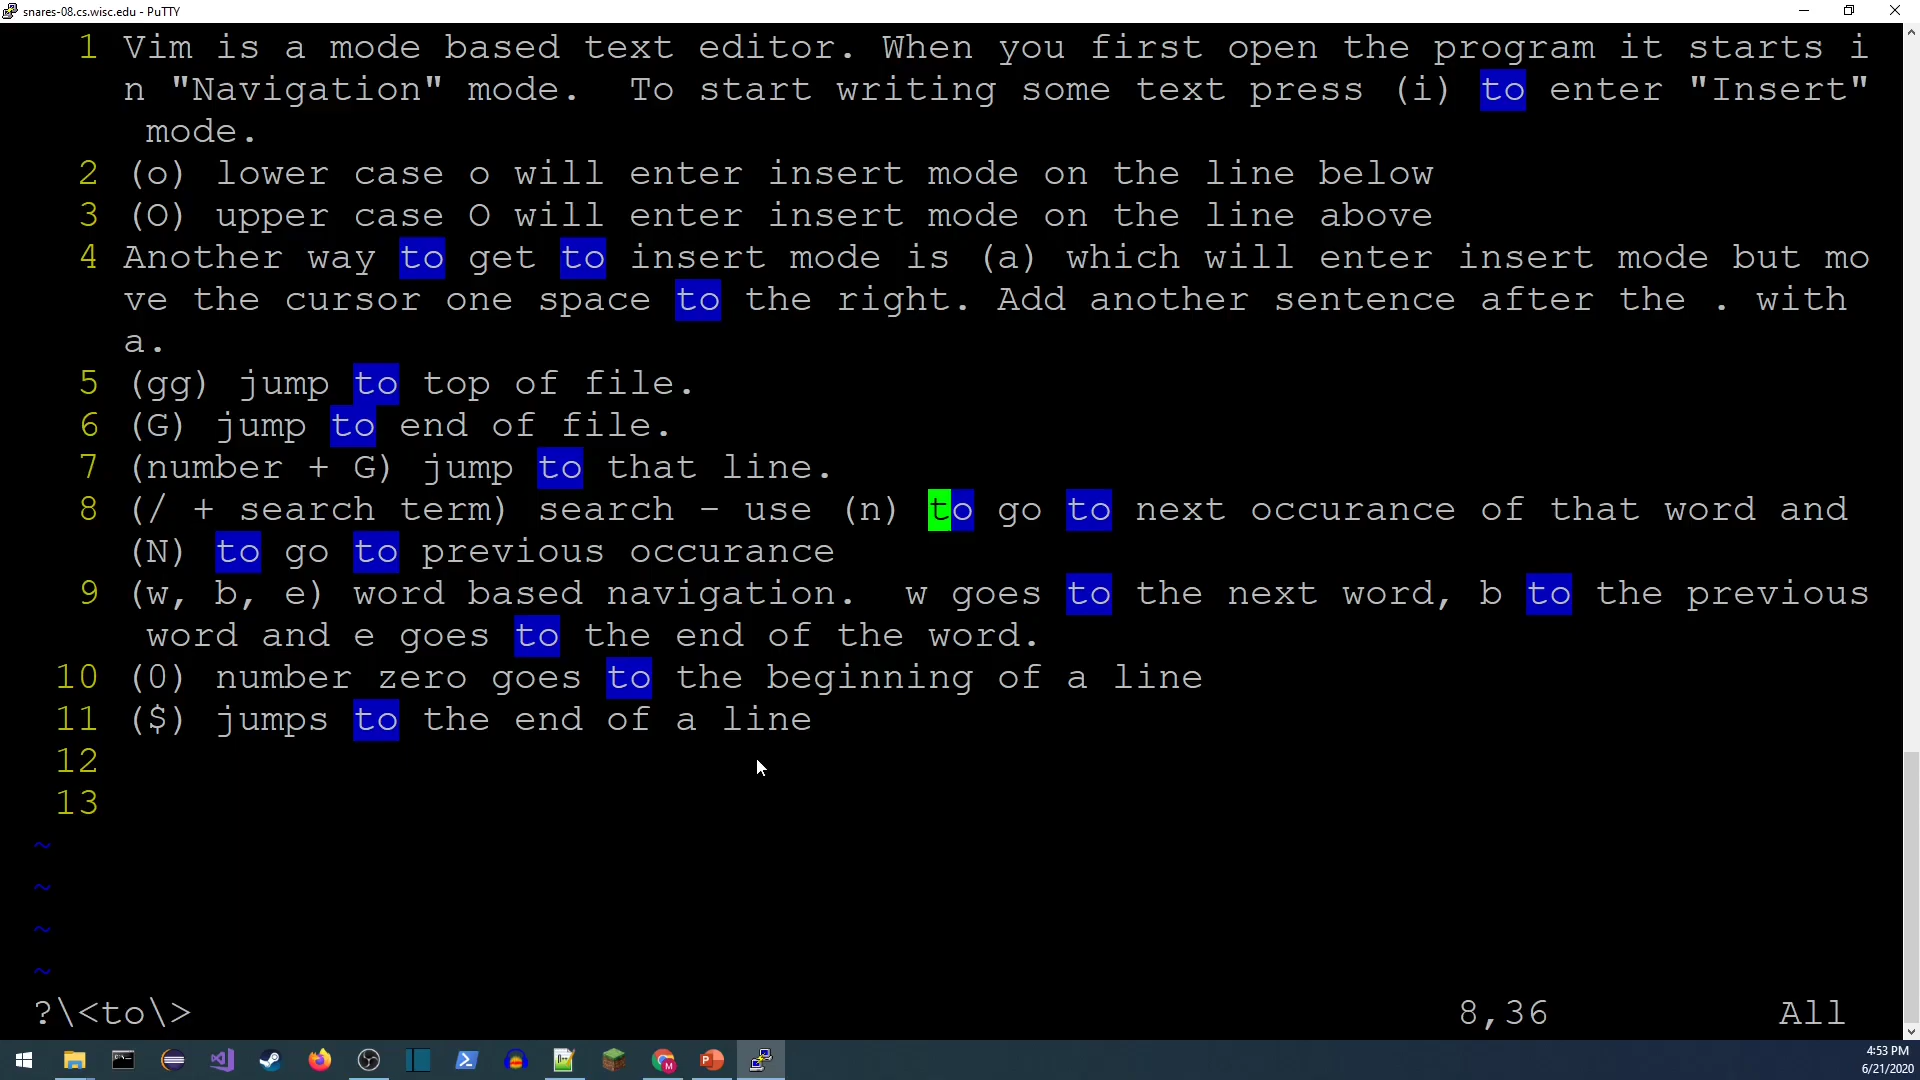 snares-08.cs.wisc.edu - PuTTY
1 Vim is a mode based text editor. When you first open the program it starts i
n "Navigation" mode.  To start writing some text press (i) to enter "Insert"
 mode.
2 (o) lower case o will enter insert mode on the line below
3 (O) upper case O will enter insert mode on the line above
4 Another way to get to insert mode is (a) which will enter insert mode but mo
ve the cursor one space to the right. Add another sentence after the . with
a.
5 (gg) jump to top of file.
6 (G) jump to end of file.
7 (number + G) jump to that line.
8 (/ + search term) search - use (n) to go to next occurance of that word and
(N) to go to previous occurance
9 (w, b, e) word based navigation.  w goes to the next word, b to the previous
 word and e goes to the end of the word.
10 (0) number zero goes to the beginning of a line
11 ($) jumps to the end of a line
12
13
~
~
~
~
?\<to\> 8,36 All
4:53 PM
6/21/2020